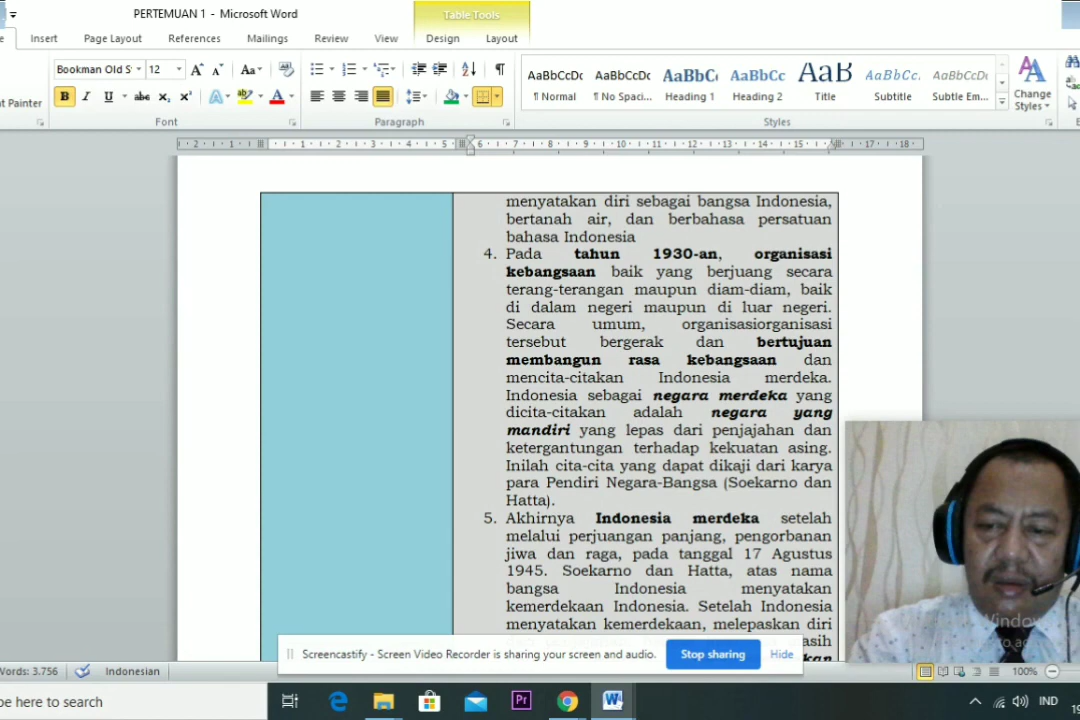 PERTEMUAN 1 - Microsoft Word
Table Tools
Insert Page Layout References Mailings Review View Design Layout
Bookman Old S 12
Painter
Font Paragraph Styles
AaBbCcDc AaBbCcDc AaBbC AaBbCc AaB AaBbCc. AaBbCcDc
¶ Normal ¶ No Spaci... Heading 1 Heading 2 Title Subtitle Subtle Em...
Change
Styles
menyatakan diri sebagai bangsa Indonesia,
bertanah air, dan berbahasa persatuan
bahasa Indonesia
4. Pada tahun 1930-an, organisasi
kebangsaan baik yang berjuang secara
terang-terangan maupun diam-diam, baik
di dalam negeri maupun di luar negeri.
Secara umum, organisasiorganisasi
tersebut bergerak dan bertujuan
membangun rasa kebangsaan dan
mencita-citakan Indonesia merdeka.
Indonesia sebagai negara merdeka yang
dicita-citakan adalah negara yang
mandiri yang lepas dari penjajahan dan
ketergantungan terhadap kekuatan asing.
Inilah cita-cita yang dapat dikaji dari karya
para Pendiri Negara-Bangsa (Soekarno dan
Hatta).
5. Akhirnya Indonesia merdeka setelah
melalui perjuangan panjang, pengorbanan
jiwa dan raga, pada tanggal 17 Agustus
1945. Soekarno dan Hatta, atas nama
bangsa Indonesia menyatakan
kemerdekaan Indonesia. Setelah Indonesia
menyatakan kemerdekaan, melepaskan diri
Screencastify - Screen Video Recorder is sharing your screen and audio. Stop sharing Hide
Words: 3.756 Indonesian 100%
pe here to search
IND